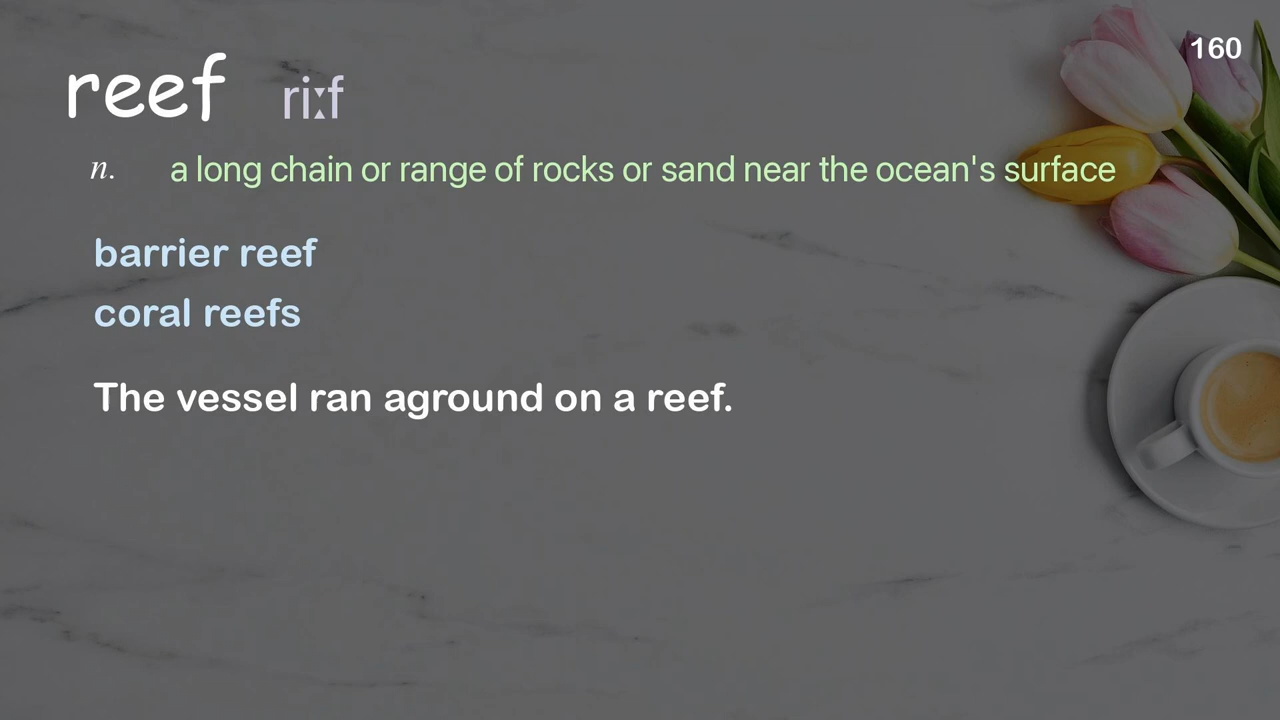 160
reef riːf
n. a long chain or range of rocks or sand near the ocean's surface
barrier reef
coral reefs
The vessel ran aground on a reef.